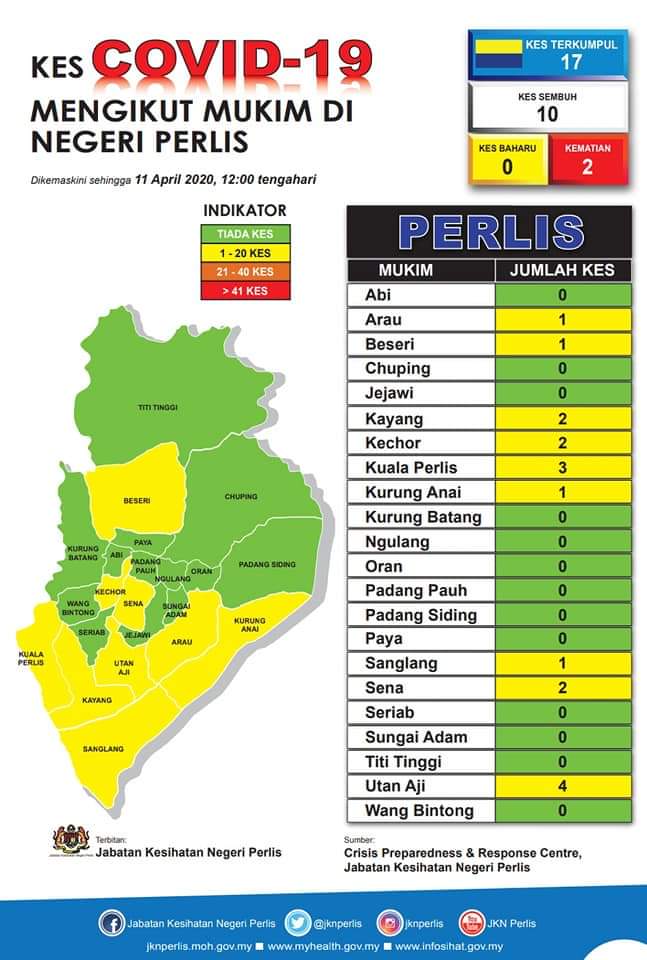 KES COVID-19
MENGIKUT MUKIM DI
NEGERI PERLIS
Dikemaskini sehingga 11 April 2020, 12:00 tengahari
KES TERKUMPUL
17
KES SEMBUH
10
KES BAHARU
0
KEMATIAN
2
INDIKATOR
TIADA KES
1 - 20 KES
21 - 40 KES
> 41 KES
TITI TINGGI
BESERI
CHUPING
PAYA
KURUNG
BATANG
ABI
PADANG
PAUH
NGULANG
ORAN
PADANG SIDING
KECHOR
SENA
WANG
BINTONG
SUNGAI
ADAM
SERIAB
JEJAWI
ARAU
KURUNG
ANAI
KUALA
PERLIS
UTAN
AJI
KAYANG
SANGLANG
PERLIS
MUKIM JUMLAH KES
Abi 0
Arau 1
Beseri 1
Chuping 0
Jejawi 0
Kayang 2
Kechor 2
Kuala Perlis 3
Kurung Anai 1
Kurung Batang 0
Ngulang 0
Oran 0
Padang Pauh 0
Padang Siding 0
Paya 0
Sanglang 1
Sena 2
Seriab 0
Sungai Adam 0
Titi Tinggi 0
Utan Aji 4
Wang Bintong 0
Terbitan:
Jabatan Kesihatan Negeri Perlis
Sumber:
Crisis Preparedness & Response Centre,
Jabatan Kesihatan Negeri Perlis
Jabatan Kesihatan Negeri Perlis @jknperlis jknperlis JKN Perlis
jknperlis.moh.gov.my www.myhealth.gov.my www.infosihat.gov.my